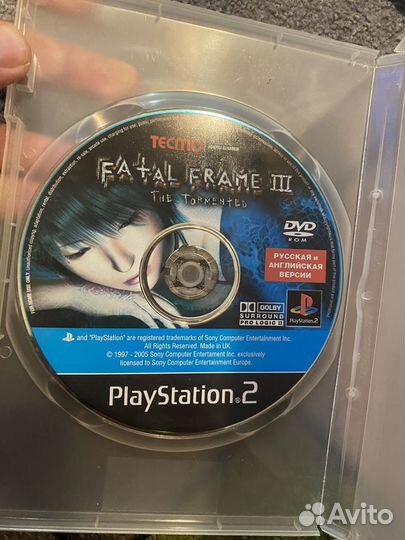 TECMO
FATAL FRAME III
THE TORMENTED
DVD
ROM
РУССКАЯ и
АНГЛИЙСКАЯ
ВЕРСИИ
DOLBY
SURROUND
PRO LOGIC II
PlayStation.2
and "PlayStation" are registered trademarks of Sony Computer Entertainment Inc.
All Rights Reserved. Made in UK.
© 1997 - 2005 Sony Computer Entertainment Inc. exclusively
licensed to Sony Computer Entertainment Europe.
PlayStation.2
Avito